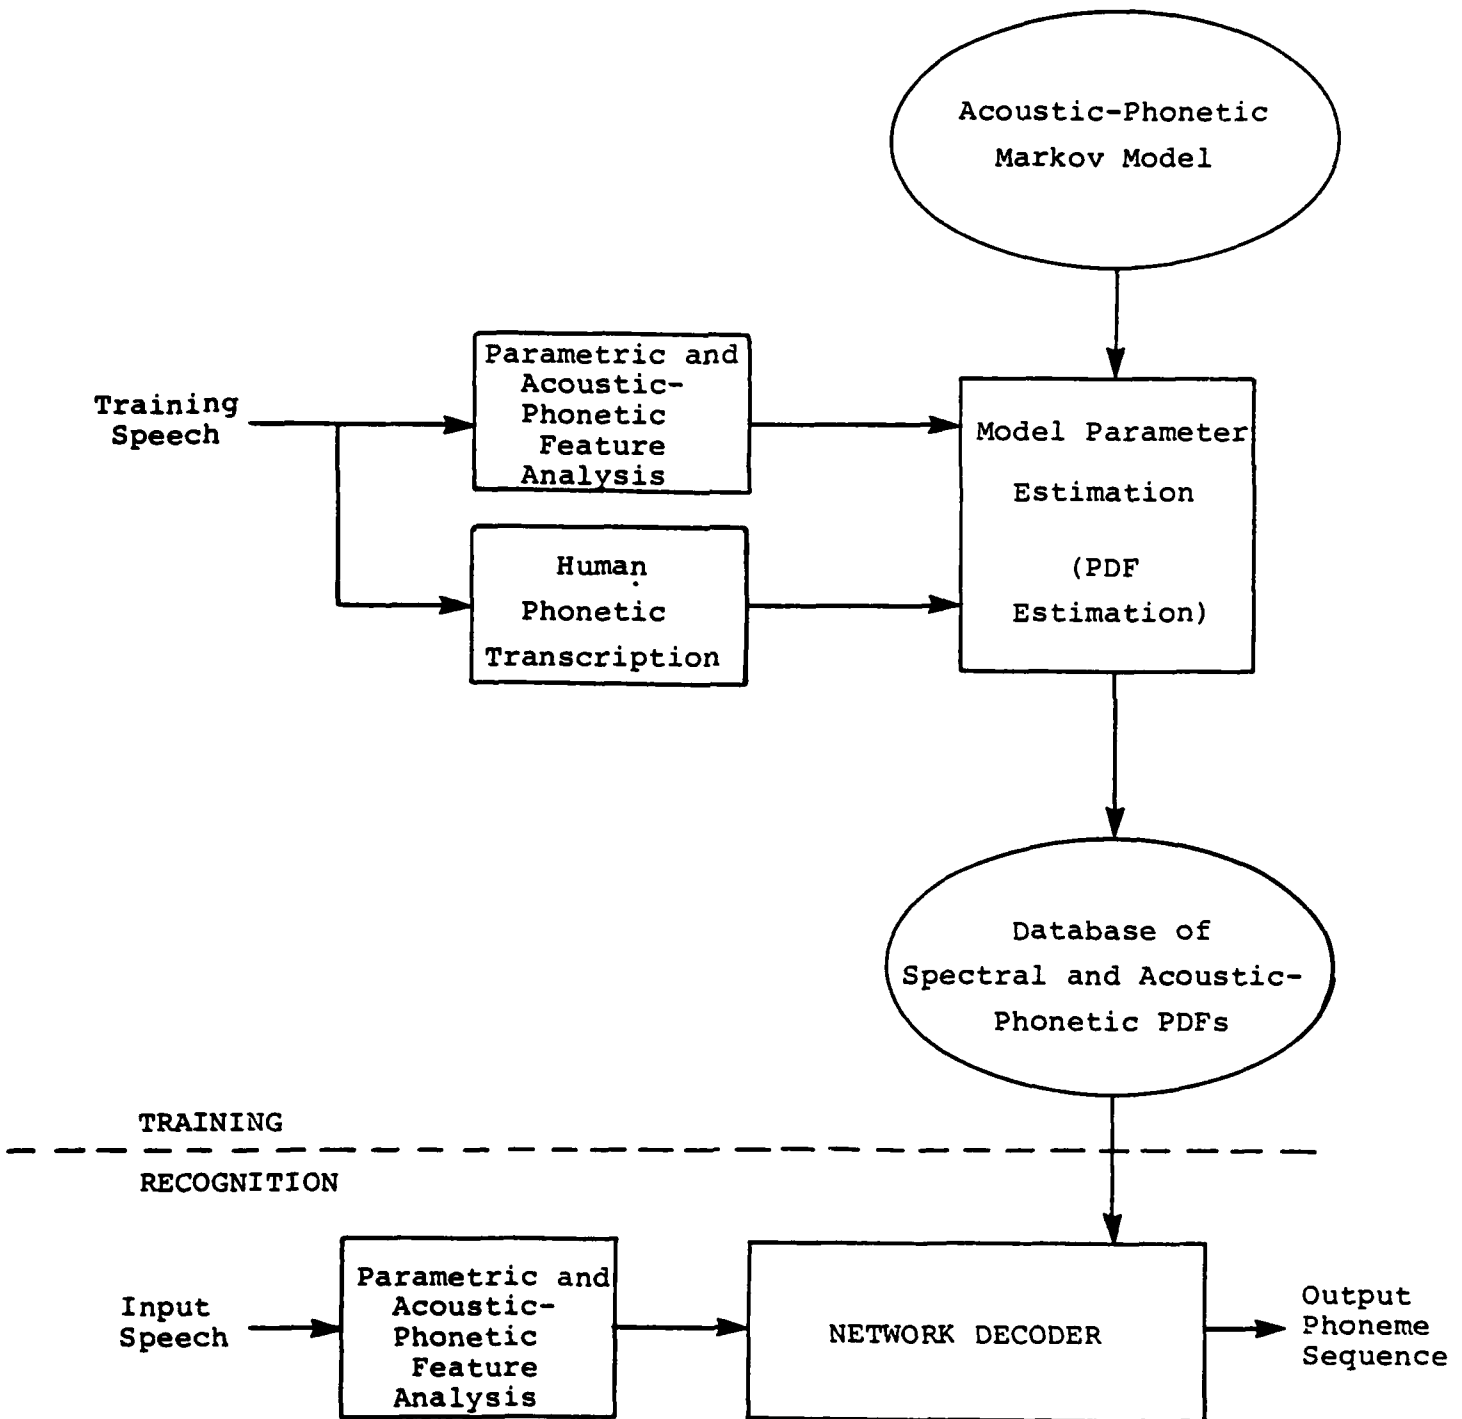 Acoustic-Phonetic
Markov Model
Training
Speech
Parametric and
Acoustic-
Phonetic
Feature
Analysis
Human
Phonetic
Transcription
Model Parameter
Estimation
(PDF
Estimation)
Database of
Spectral and Acoustic-
Phonetic PDFs
TRAINING
RECOGNITION
Input
Speech
Parametric and
Acoustic-
Phonetic
Feature
Analysis
NETWORK DECODER
Output
Phoneme
Sequence